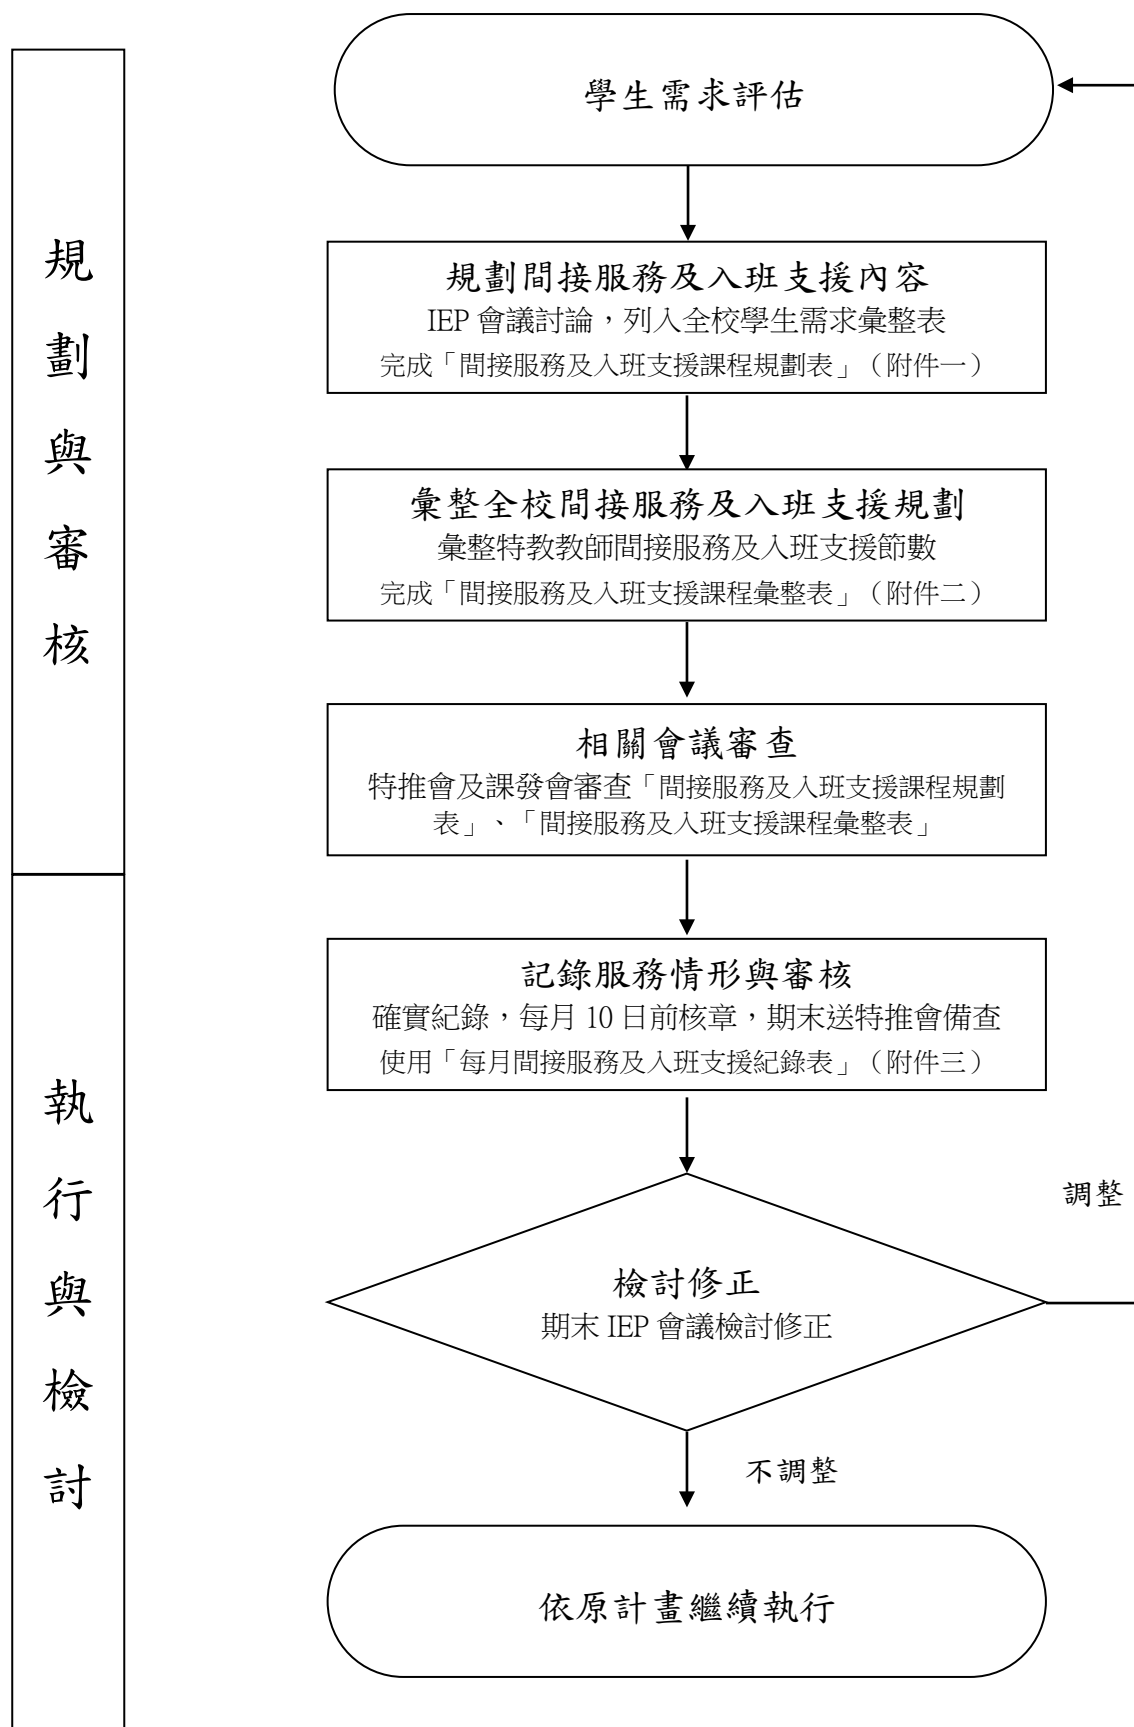 規劃與審核
學生需求評估
規劃間接服務及入班支援內容
IEP 會議討論，列入全校學生需求彙整表
完成「間接服務及入班支援課程規劃表」（附件一）
彙整全校間接服務及入班支援規劃
彙整特教教師間接服務及入班支援節數
完成「間接服務及入班支援課程彙整表」（附件二）
相關會議審查
特推會及課發會審查「間接服務及入班支援課程規劃
表」、「間接服務及入班支援課程彙整表」
執行與檢討
記錄服務情形與審核
確實紀錄，每月 10 日前核章，期末送特推會備查
使用「每月間接服務及入班支援紀錄表」（附件三）
調整
檢討修正
期末 IEP 會議檢討修正
不調整
依原計畫繼續執行